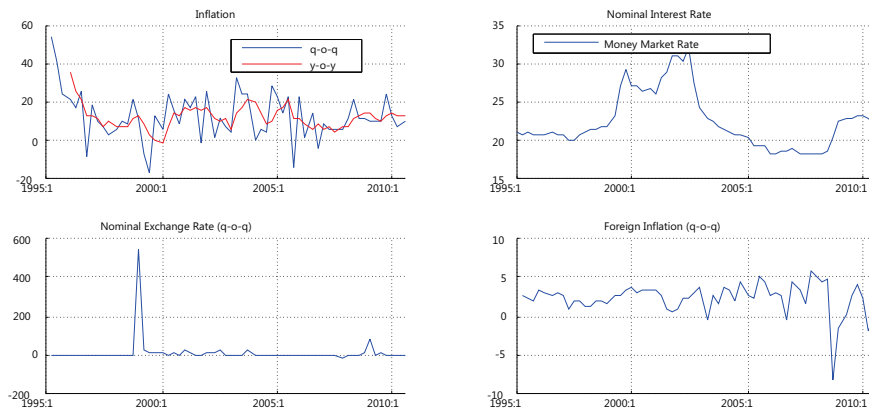 Inflation
60
40
20
0
-20
q-o-q
y-o-y
1995:1 2000:1 2005:1 2010:1
Nominal Interest Rate
35
30
25
20
15
Money Market Rate
1995:1 2000:1 2005:1 2010:1
Nominal Exchange Rate (q-o-q)
600
400
200
0
-200
1995:1 2000:1 2005:1 2010:1
Foreign Inflation (q-o-q)
10
5
0
-5
-10
1995:1 2000:1 2005:1 2010:1